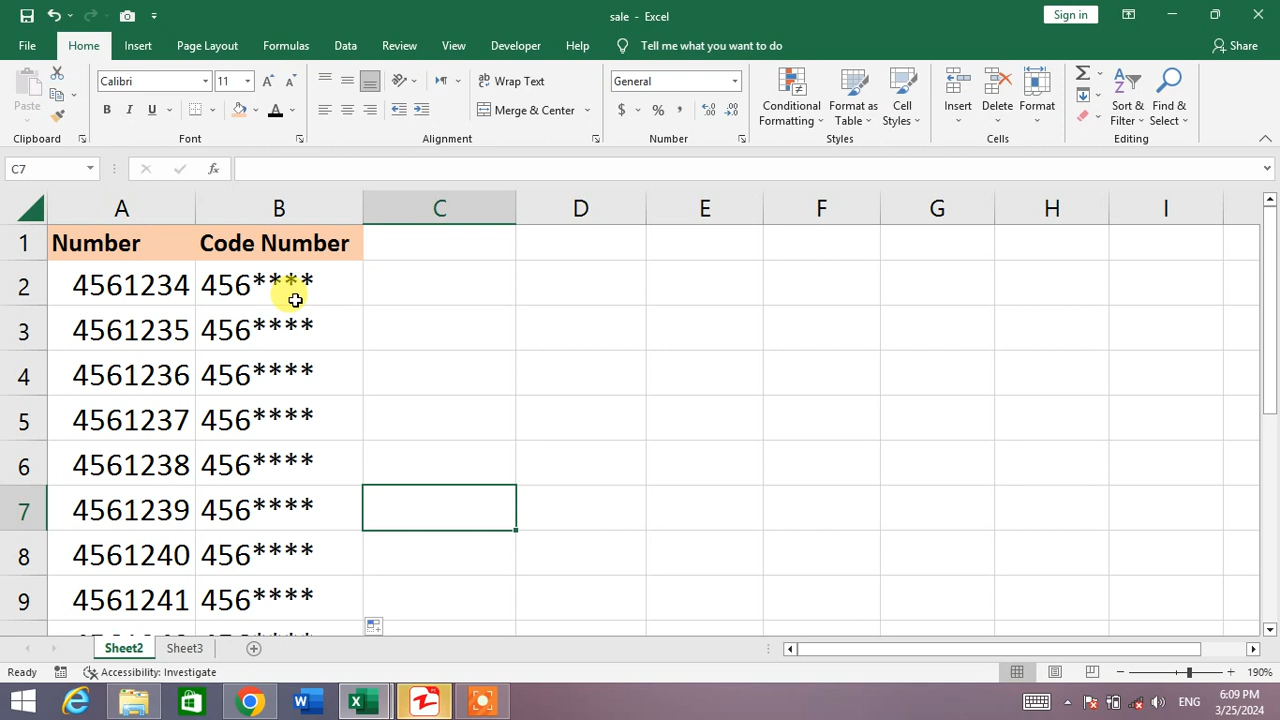 sale - Excel
Sign in
File Home Insert Page Layout Formulas Data Review View Developer Help Tell me what you want to do Share
Paste
Clipboard
Calibri 11
B I U
Font
Wrap Text
Merge & Center
Alignment
General
$ % ,
Number
Conditional Formatting
Format as Table
Cell Styles
Styles
Insert Delete Format
Cells
Sort & Filter
Find & Select
Editing
C7 fx
A B C D E F G H I
1 Number Code Number
2 4561234 456****
3 4561235 456****
4 4561236 456****
5 4561237 456****
6 4561238 456****
7 4561239 456****
8 4561240 456****
9 4561241 456****
Sheet2 Sheet3
Ready Accessibility: Investigate 190%
ENG 6:09 PM
3/25/2024